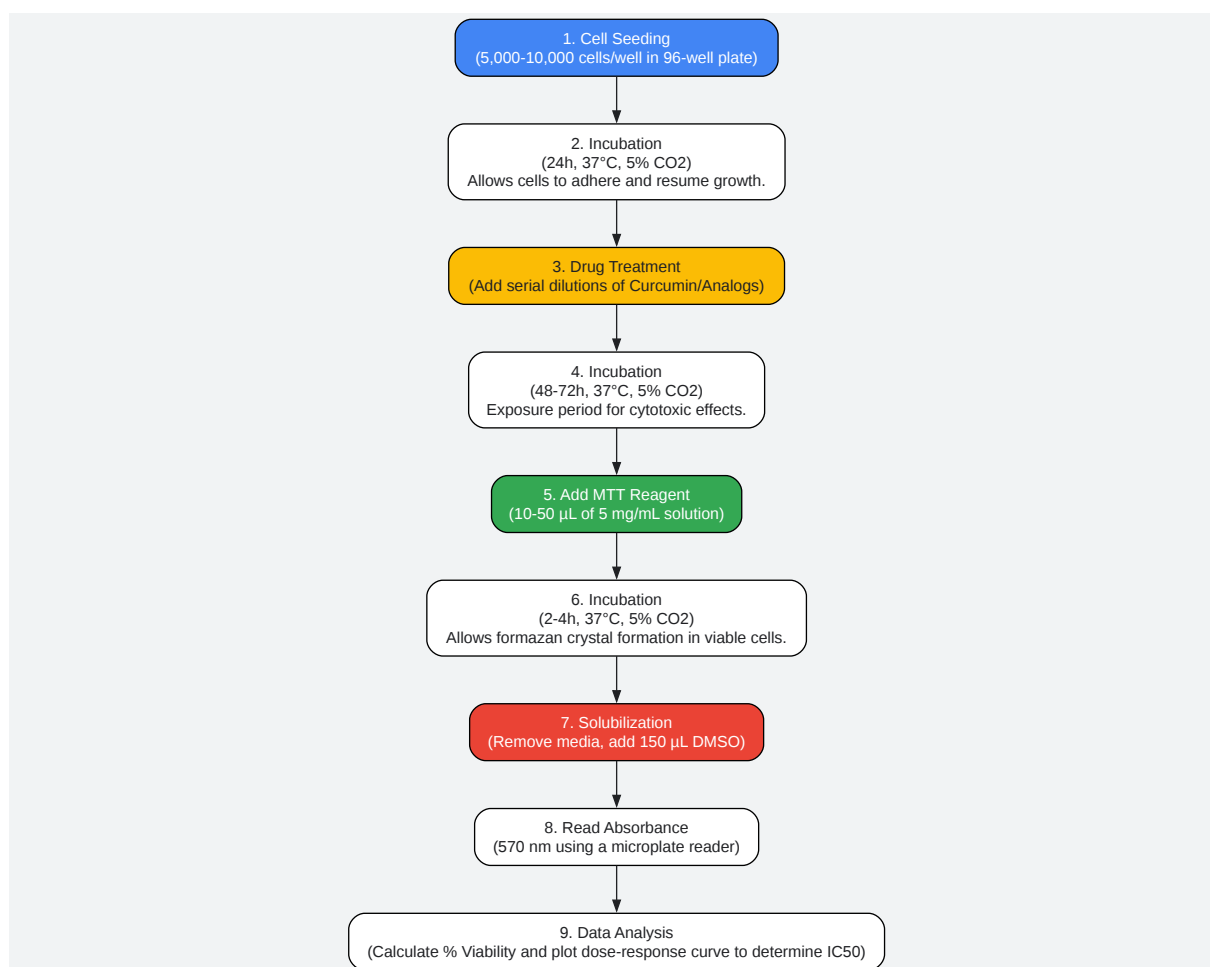 1. Cell Seeding
(5,000-10,000 cells/well in 96-well plate)
2. Incubation
(24h, 37°C, 5% CO2)
Allows cells to adhere and resume growth.
3. Drug Treatment
(Add serial dilutions of Curcumin/Analogs)
4. Incubation
(48-72h, 37°C, 5% CO2)
Exposure period for cytotoxic effects.
5. Add MTT Reagent
(10-50 µL of 5 mg/mL solution)
6. Incubation
(2-4h, 37°C, 5% CO2)
Allows formazan crystal formation in viable cells.
7. Solubilization
(Remove media, add 150 µL DMSO)
8. Read Absorbance
(570 nm using a microplate reader)
9. Data Analysis
(Calculate % Viability and plot dose-response curve to determine IC50)